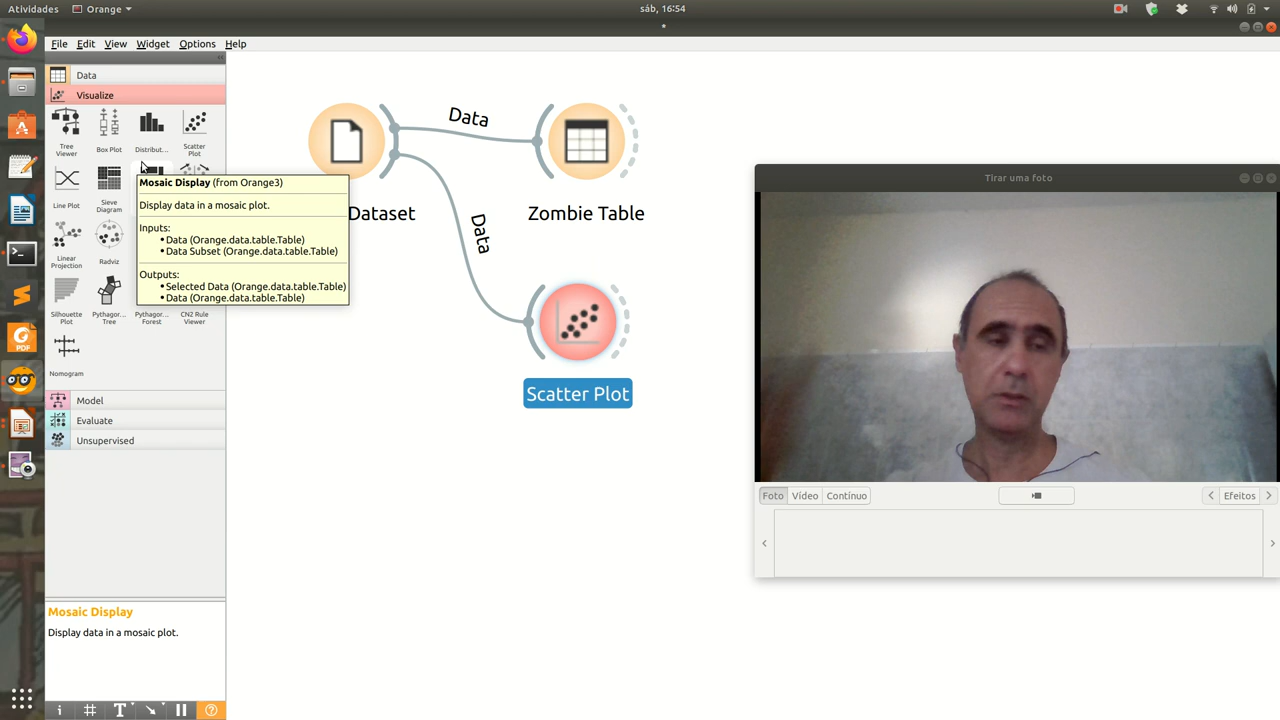 Atividades
Orange
sáb, 16:54
File Edit View Widget Options Help
Data
Visualize
Tree Viewer
Box Plot
Distribut...
Scatter Plot
Line Plot
Sieve Diagram
Linear Projection
Radviz
Silhouette Plot
Pythagor... Tree
Pythagor... Forest
CN2 Rule Viewer
Nomogram
Model
Evaluate
Unsupervised
Mosaic Display (from Orange3)
Display data in a mosaic plot.
Inputs:
• Data (Orange.data.table.Table)
• Data Subset (Orange.data.table.Table)
Outputs:
• Selected Data (Orange.data.table.Table)
• Data (Orange.data.table.Table)
Dataset
Data
Zombie Table
Data
Scatter Plot
Tirar uma foto
Foto Vídeo Contínuo
Efeitos
Mosaic Display
Display data in a mosaic plot.
PDF